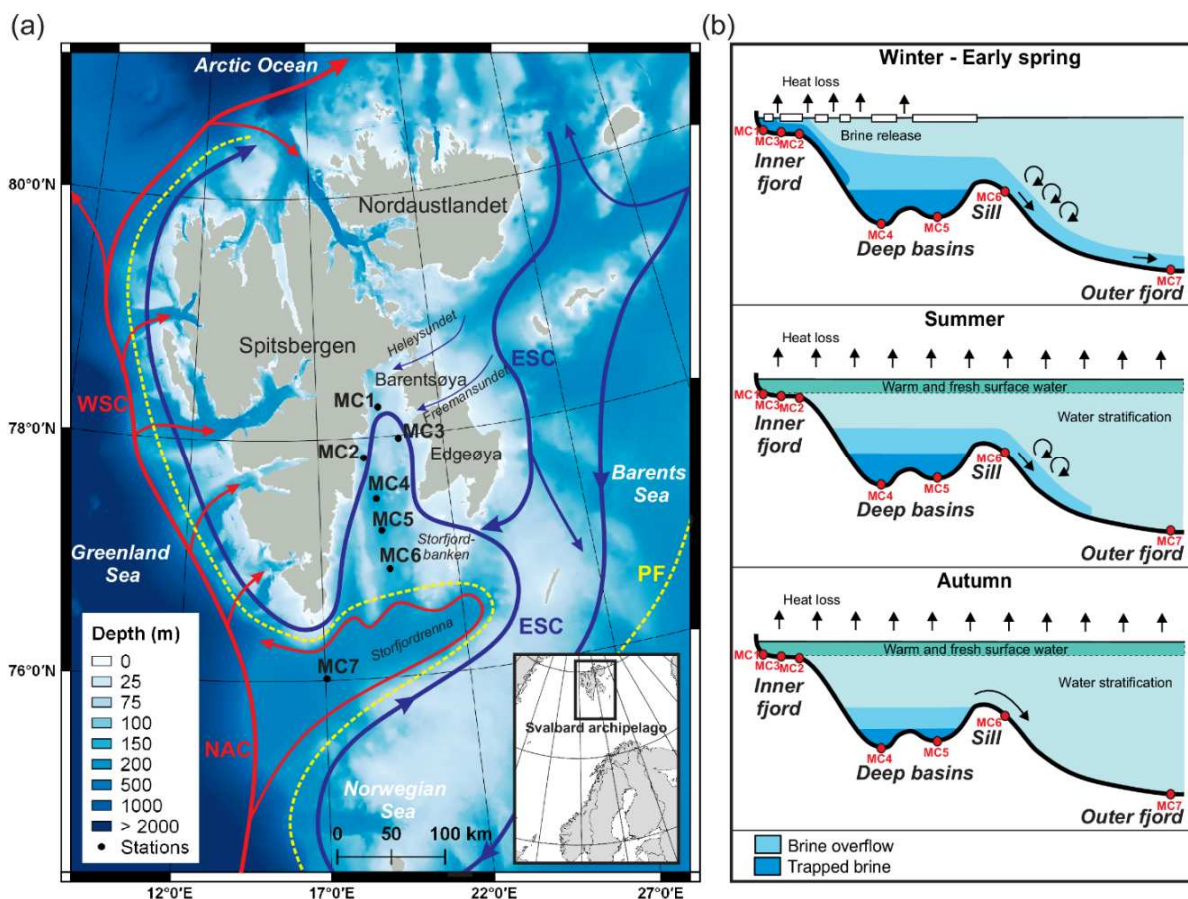 (a)
Arctic Ocean
80°0'N
Nordaustlandet
Spitsbergen
Heleysundet
ESC
Barentsøya
WSC
MC1
Freemansundet
78°0'N
MC3
MC2
Edgeøya
Barents
Sea
MC4
MC5
Storfjord-
banken
MC6
Greenland
Sea
PF
ESC
Storfjordrenna
76°0'N
MC7
NAC
Norwegian
Sea
Depth (m)
0
25
75
100
150
200
500
1000
> 2000
Stations
0 50 100 km
Svalbard archipelago
12°0'E 17°0'E 22°0'E 27°0'E
(b)
Winter - Early spring
Heat loss
Brine release
MC1
MC3
MC2
Inner
fjord
MC6
Sill
MC4
MC5
Deep basins
MC7
Outer fjord
Summer
Heat loss
Warm and fresh surface water
MC1
MC3
MC2
Water stratification
Inner
fjord
MC6
Sill
MC4
MC5
Deep basins
MC7
Outer fjord
Autumn
Heat loss
Warm and fresh surface water
MC1
MC3
MC2
Water stratification
Inner
fjord
MC6
Sill
MC4
MC5
Deep basins
MC7
Outer fjord
Brine overflow
Trapped brine